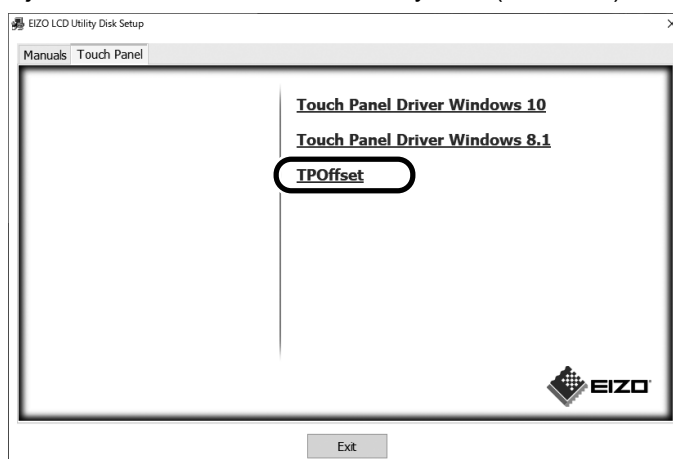 EIZO LCD Utility Disk Setup
Manuals Touch Panel
Touch Panel Driver Windows 10
Touch Panel Driver Windows 8.1
TPOffset
EIZO
Exit